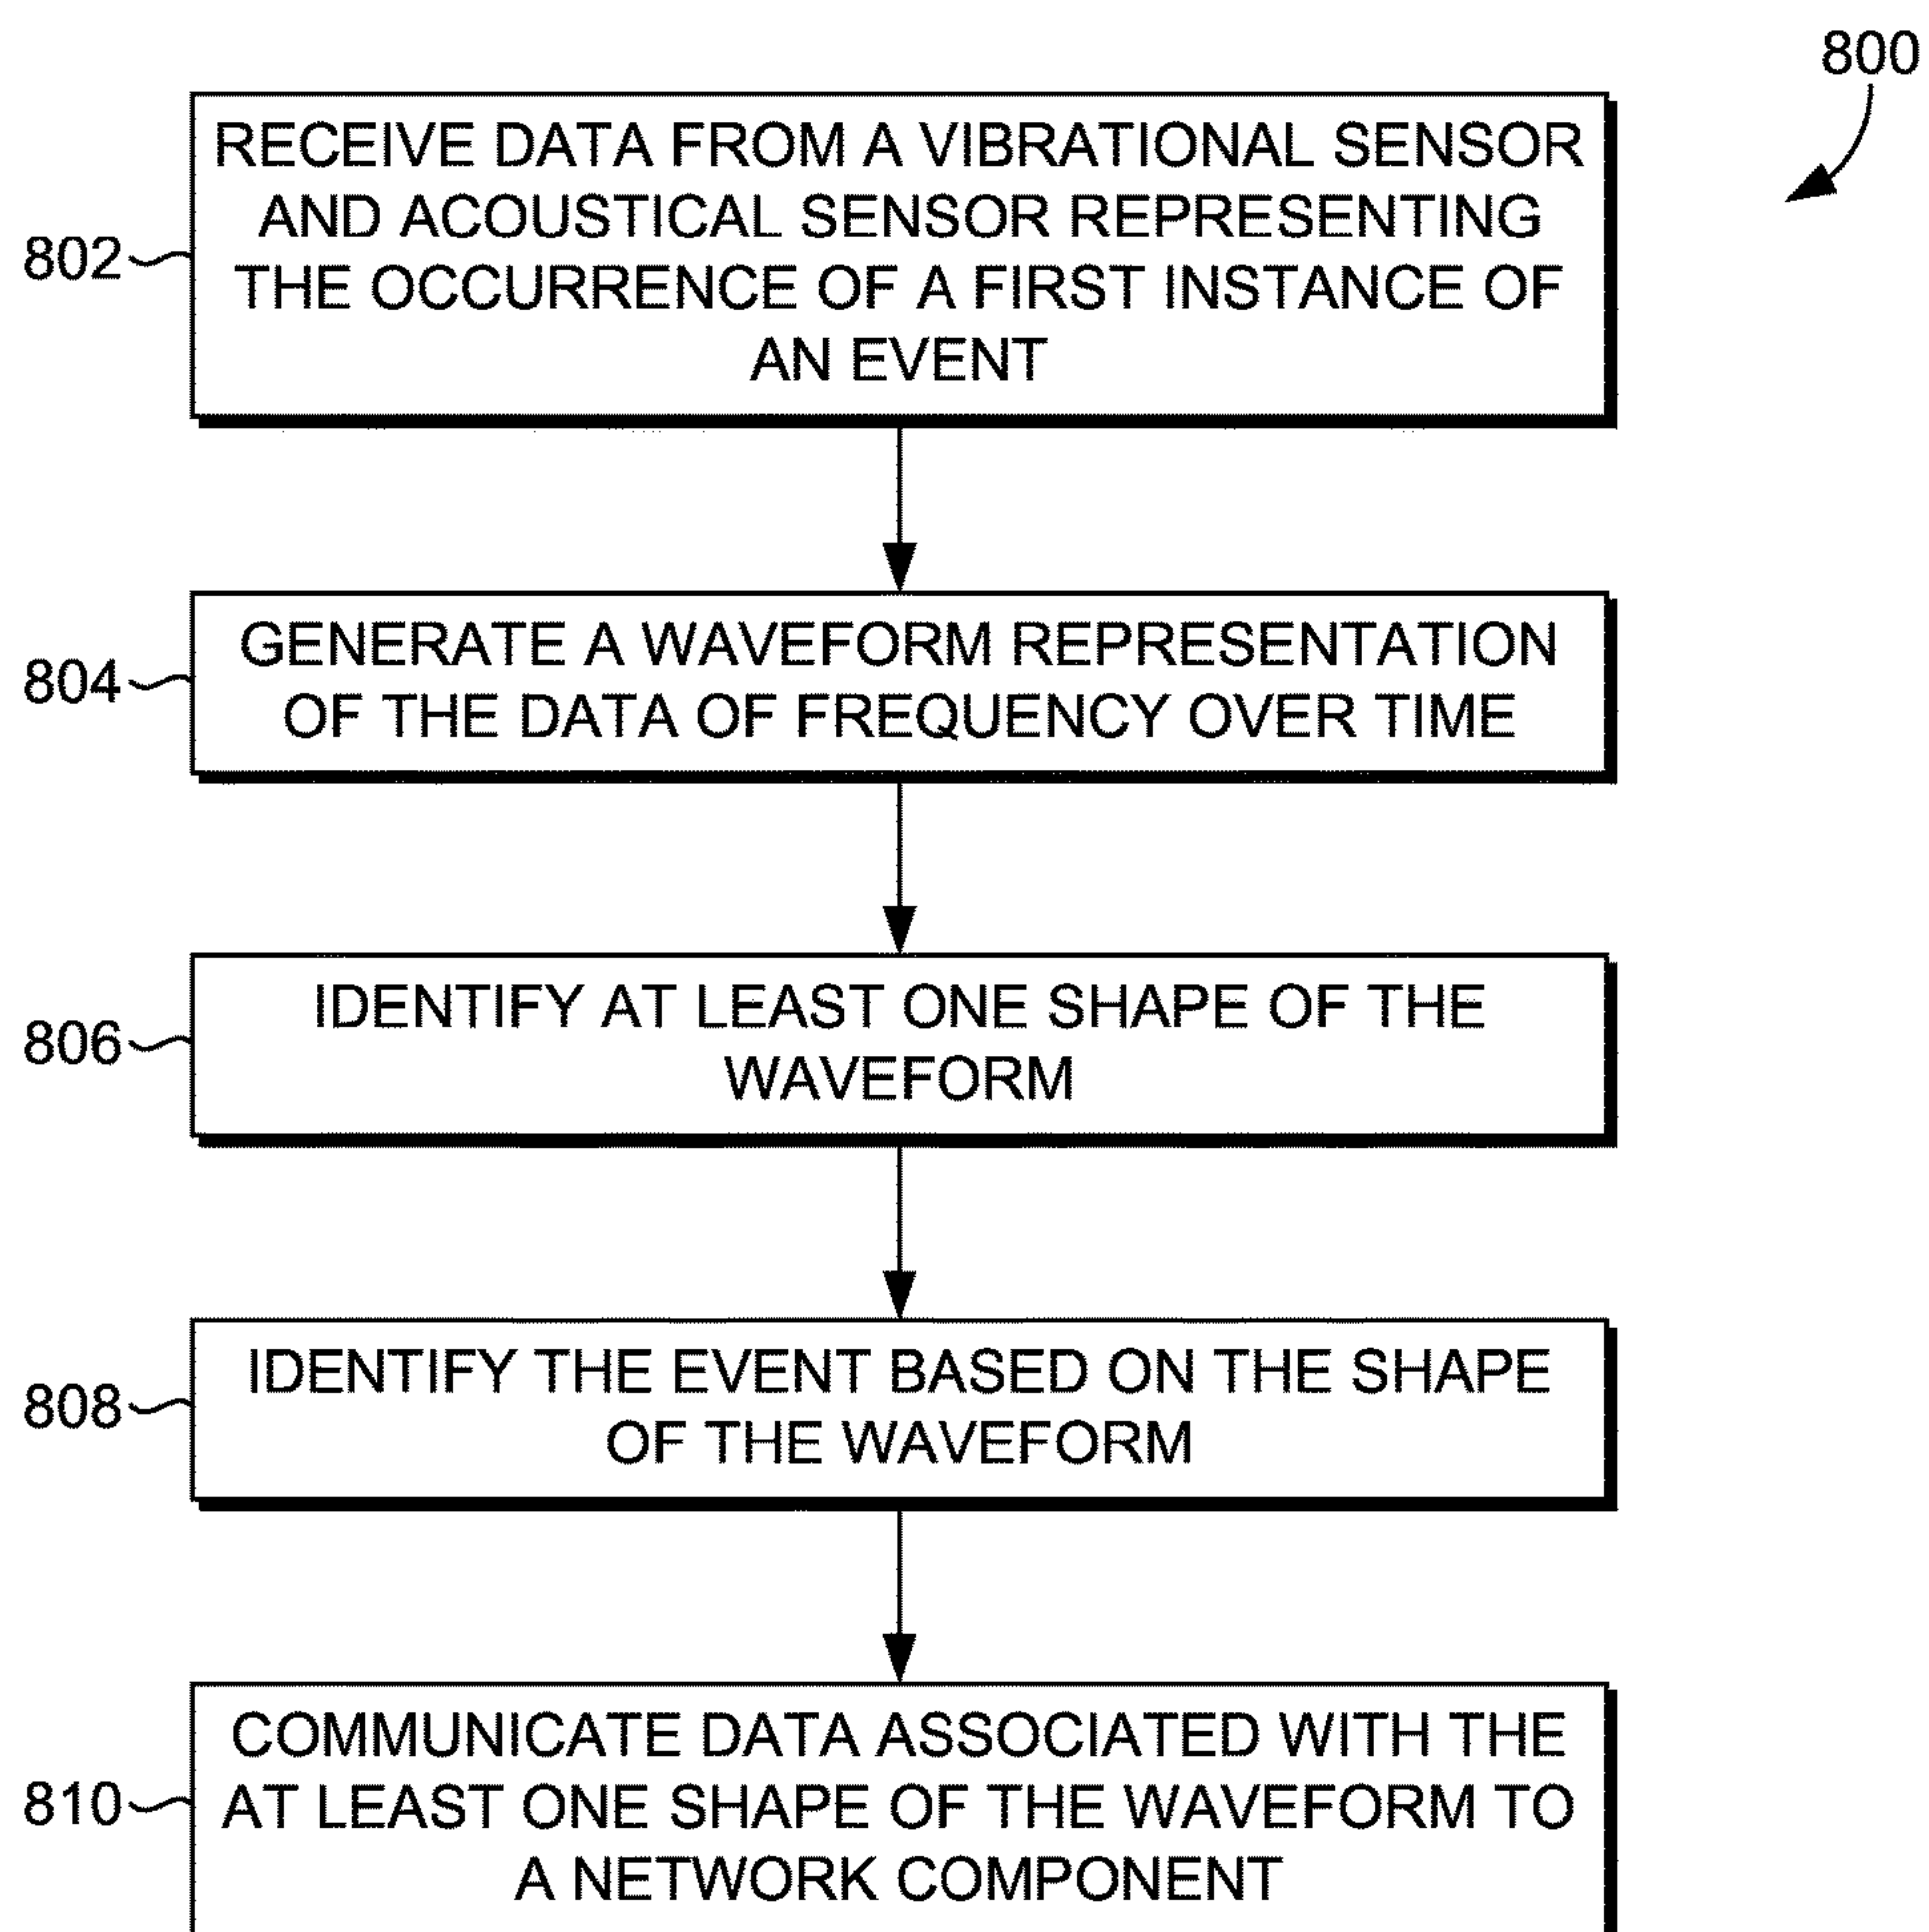 800
RECEIVE DATA FROM A VIBRATIONAL SENSOR
AND ACOUSTICAL SENSOR REPRESENTING
THE OCCURRENCE OF A FIRST INSTANCE OF
AN EVENT
802
GENERATE A WAVEFORM REPRESENTATION
OF THE DATA OF FREQUENCY OVER TIME
804
IDENTIFY AT LEAST ONE SHAPE OF THE
WAVEFORM
806
IDENTIFY THE EVENT BASED ON THE SHAPE
OF THE WAVEFORM
808
COMMUNICATE DATA ASSOCIATED WITH THE
AT LEAST ONE SHAPE OF THE WAVEFORM TO
A NETWORK COMPONENT
810